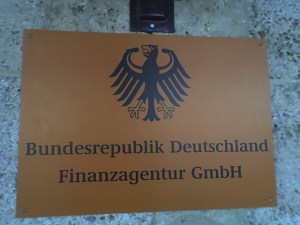 Bundesrepublik Deutschland
Finanzagentur GmbH